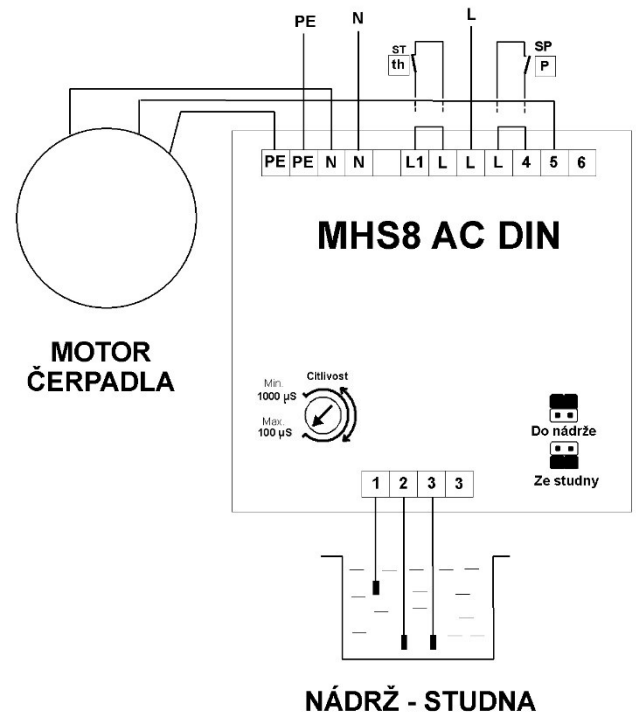 PE N L
ST
th
SP
P
PE PE N N L1 L L L 4 5 6
MHS8 AC DIN
MOTOR
ČERPADLA
Citlivost
Min.
1000 µS
Max.
100 µS
Do nádrže
Ze studny
1 2 3 3
NÁDRŽ - STUDNA